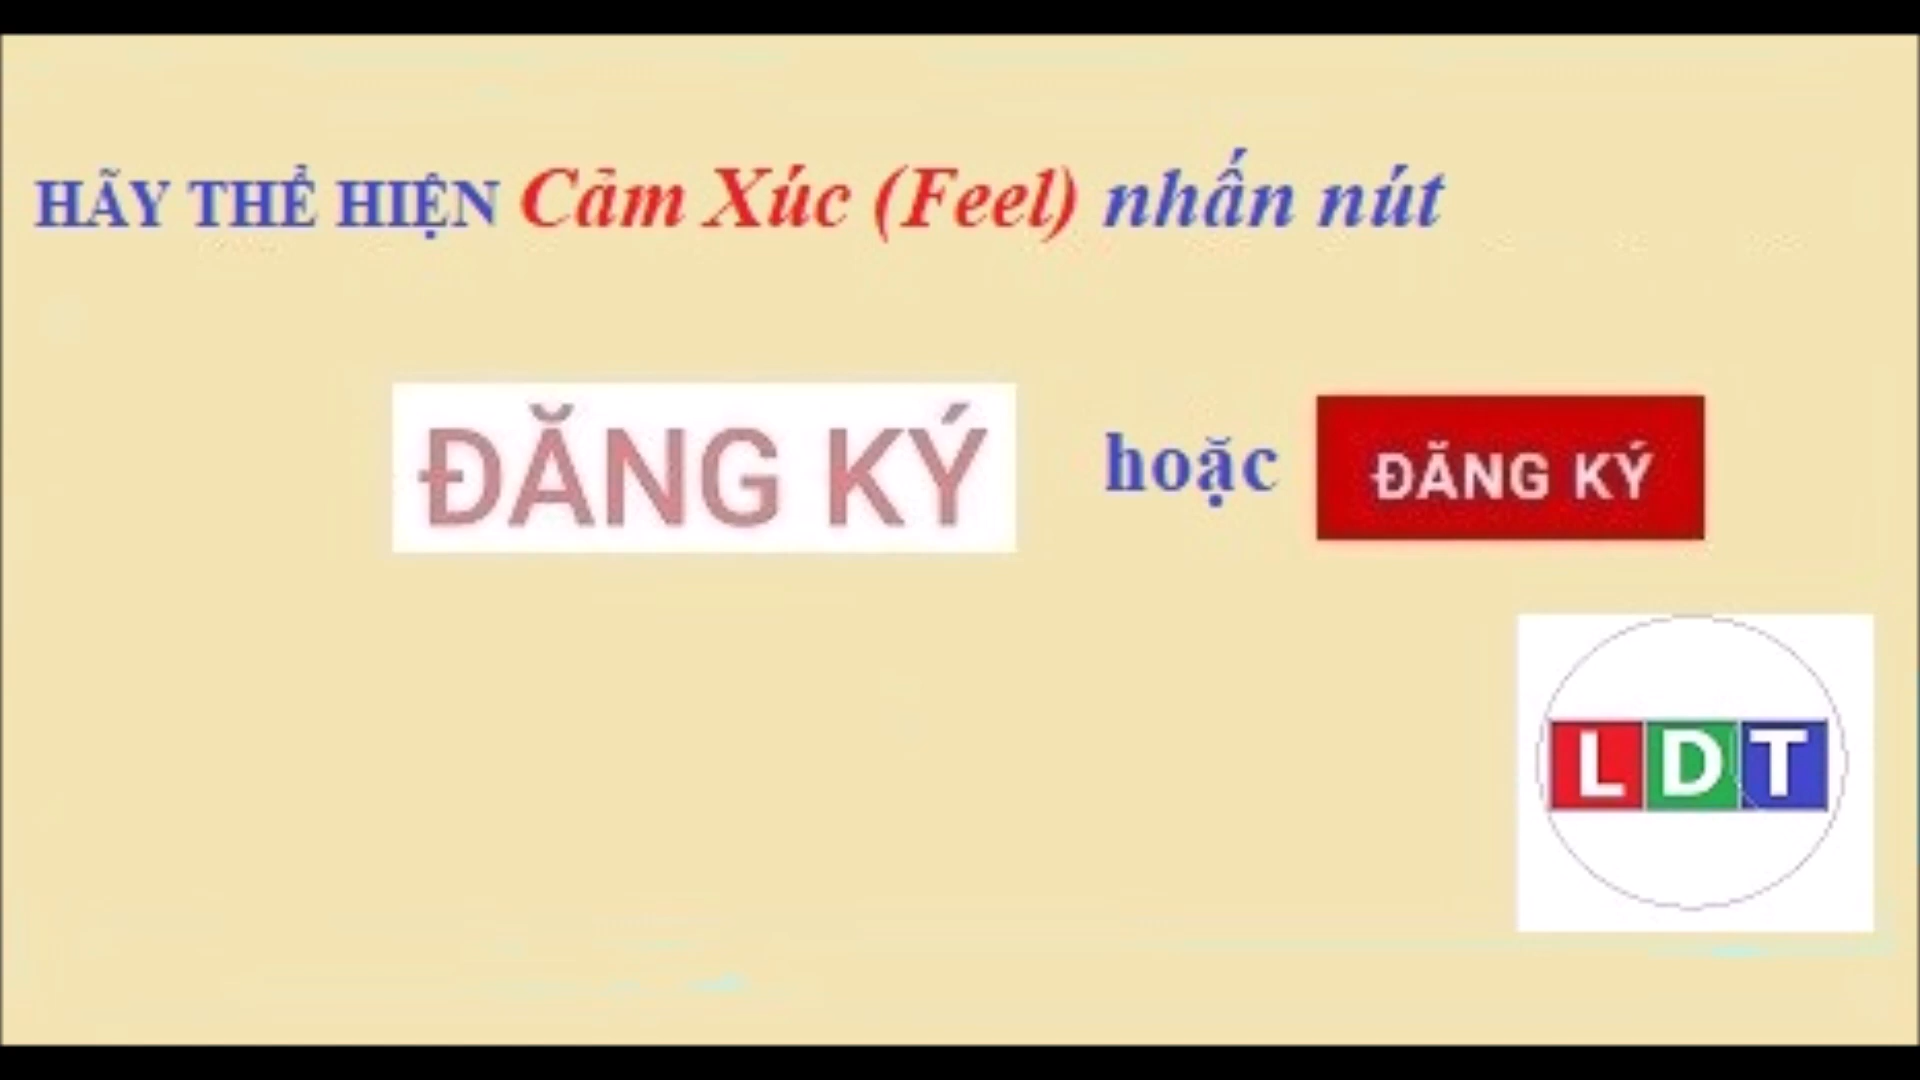 HÃY THỂ HIỆN Cảm Xúc (Feel) nhấn nút
ĐĂNG KÝ hoặc ĐĂNG KÝ
LDT